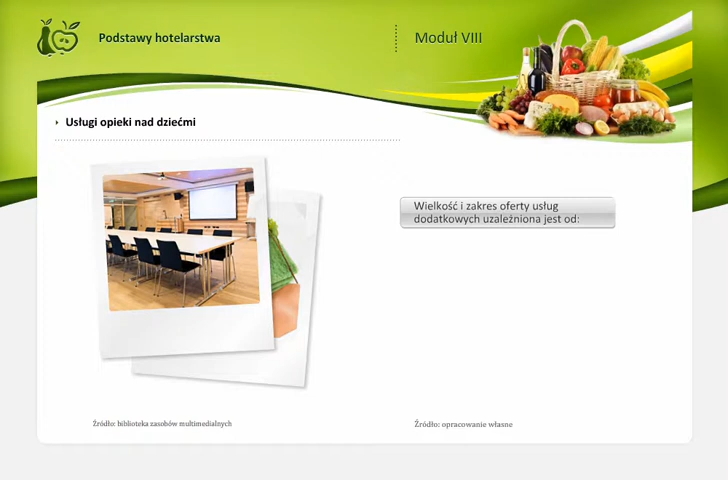 Podstawy hotelarstwa
Moduł VIII
Usługi opieki nad dziećmi
Wielkość i zakres oferty usług
dodatkowych uzależniona jest od:
Źródło: biblioteka zasobów multimedialnych
Źródło: opracowanie własne